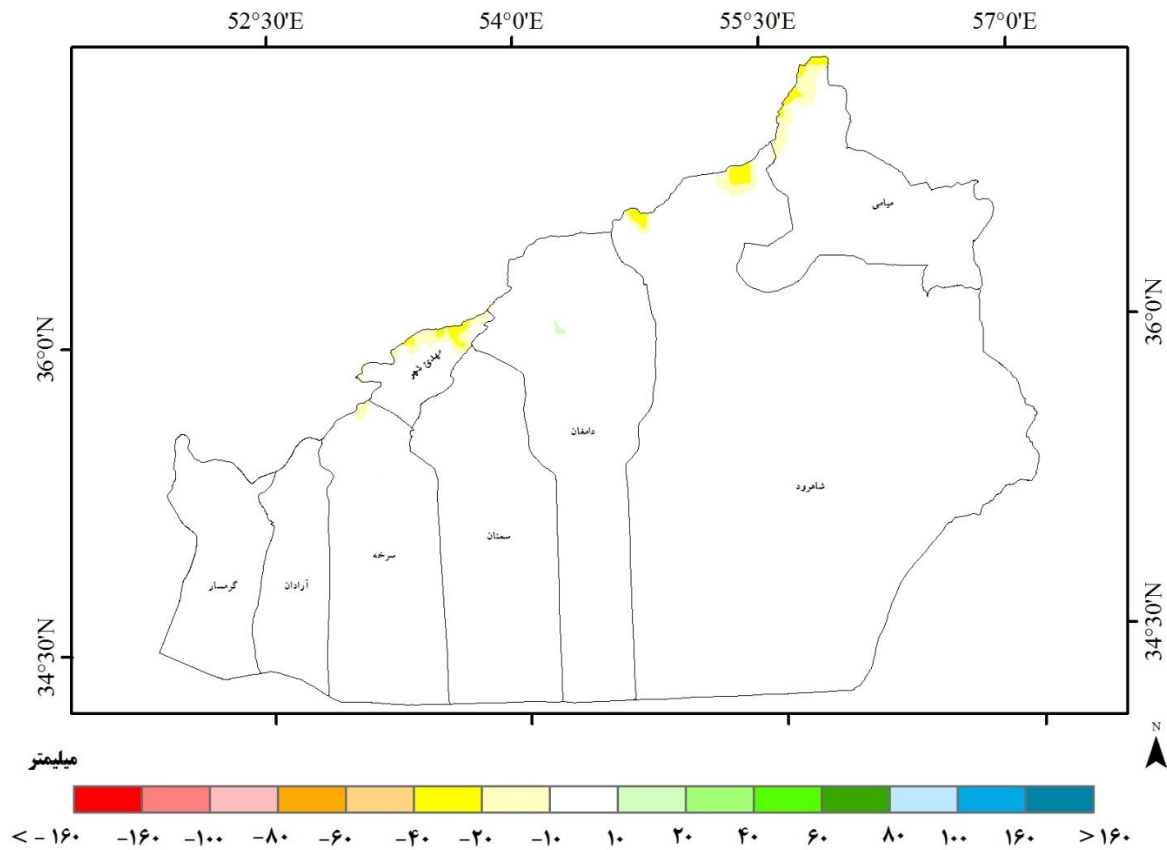 52°30'E 54°0'E 55°30'E 57°0'E
میامی
36°0'N 36°0'N
مهدی شهر
دامغان
شاهرود
سمنان
سرخه
آرادان
گرمسار
34°30'N 34°30'N
N
میلیمتر
< -۱۶۰ -۱۶۰ -۱۰۰ -۸۰ -۶۰ -۴۰ -۲۰ -۱۰ ۱۰ ۲۰ ۴۰ ۶۰ ۸۰ ۱۰۰ ۱۶۰ >۱۶۰